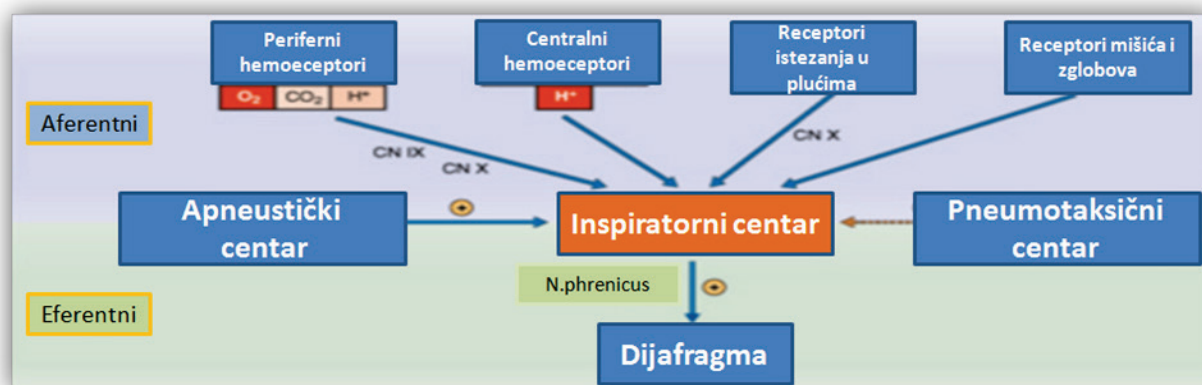 Periferni
hemoeceptori
O₂ CO₂ H⁺
Centralni
hemoeceptori
H⁺
Receptori
istezanja u
plućima
Receptori mišića i
zglobova
Aferentni
CN IX
CN X
CN X
Apneustički
centar
+
Inspiratorni centar
Pneumotaksični
centar
N.phrenicus
+
Eferentni
Dijafragma